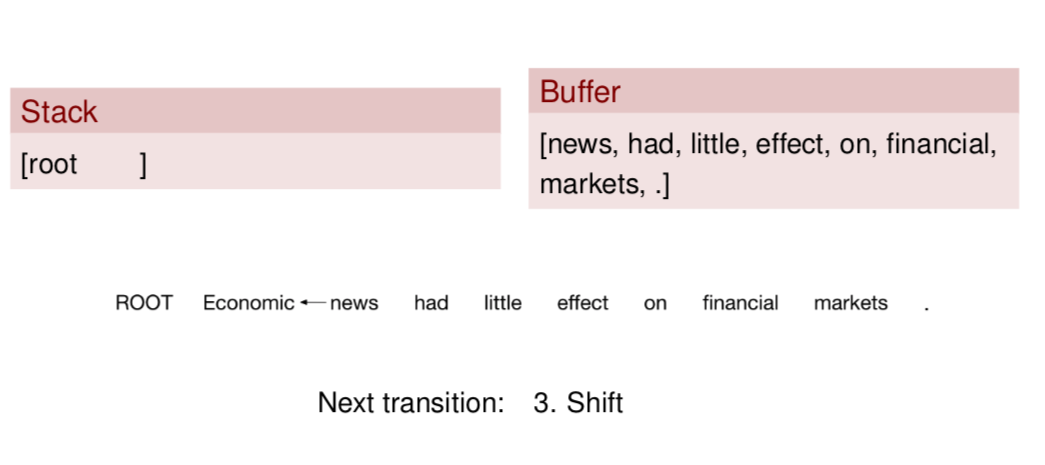 Stack
[root ]
Buffer
[news, had, little, effect, on, financial,
markets, .]
ROOT Economic ← news had little effect on financial markets .
Next transition: 3. Shift